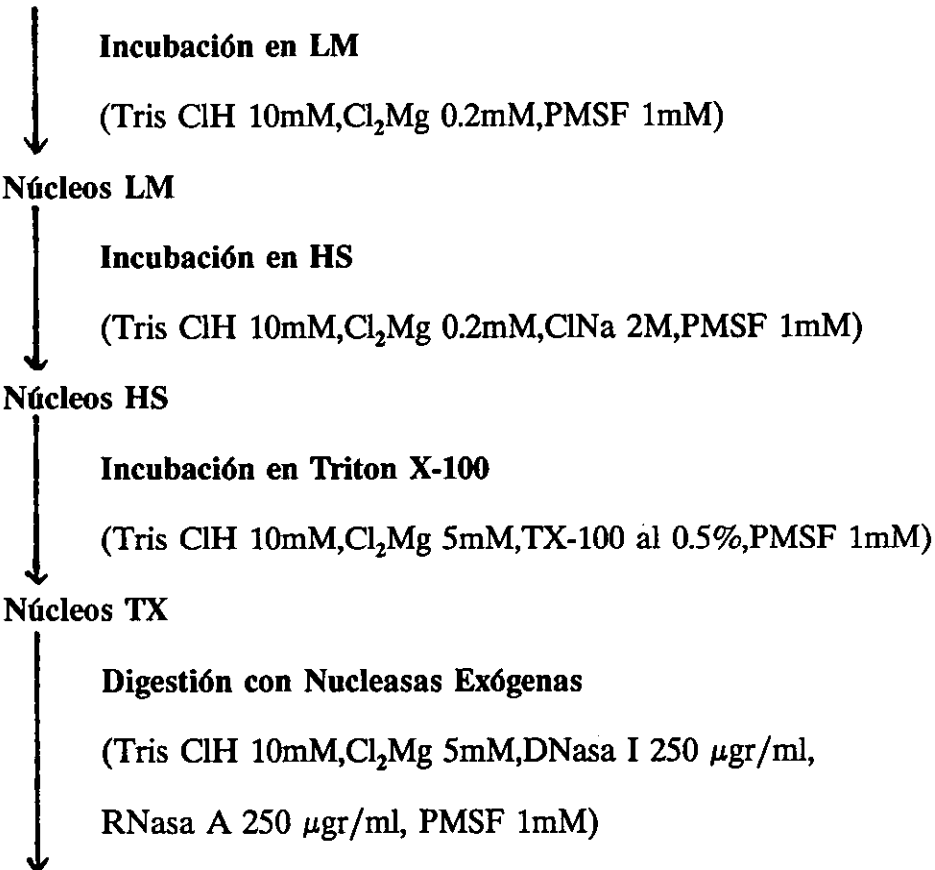 Incubación en LM
(Tris ClH 10mM,Cl₂Mg 0.2mM,PMSF 1mM)
Núcleos LM
Incubación en HS
(Tris ClH 10mM,Cl₂Mg 0.2mM,ClNa 2M,PMSF 1mM)
Núcleos HS
Incubación en Triton X-100
(Tris ClH 10mM,Cl₂Mg 5mM,TX-100 al 0.5%,PMSF 1mM)
Núcleos TX
Digestión con Nucleasas Exógenas
(Tris ClH 10mM,Cl₂Mg 5mM,DNasa I 250 µgr/ml,
RNasa A 250 µgr/ml, PMSF 1mM)